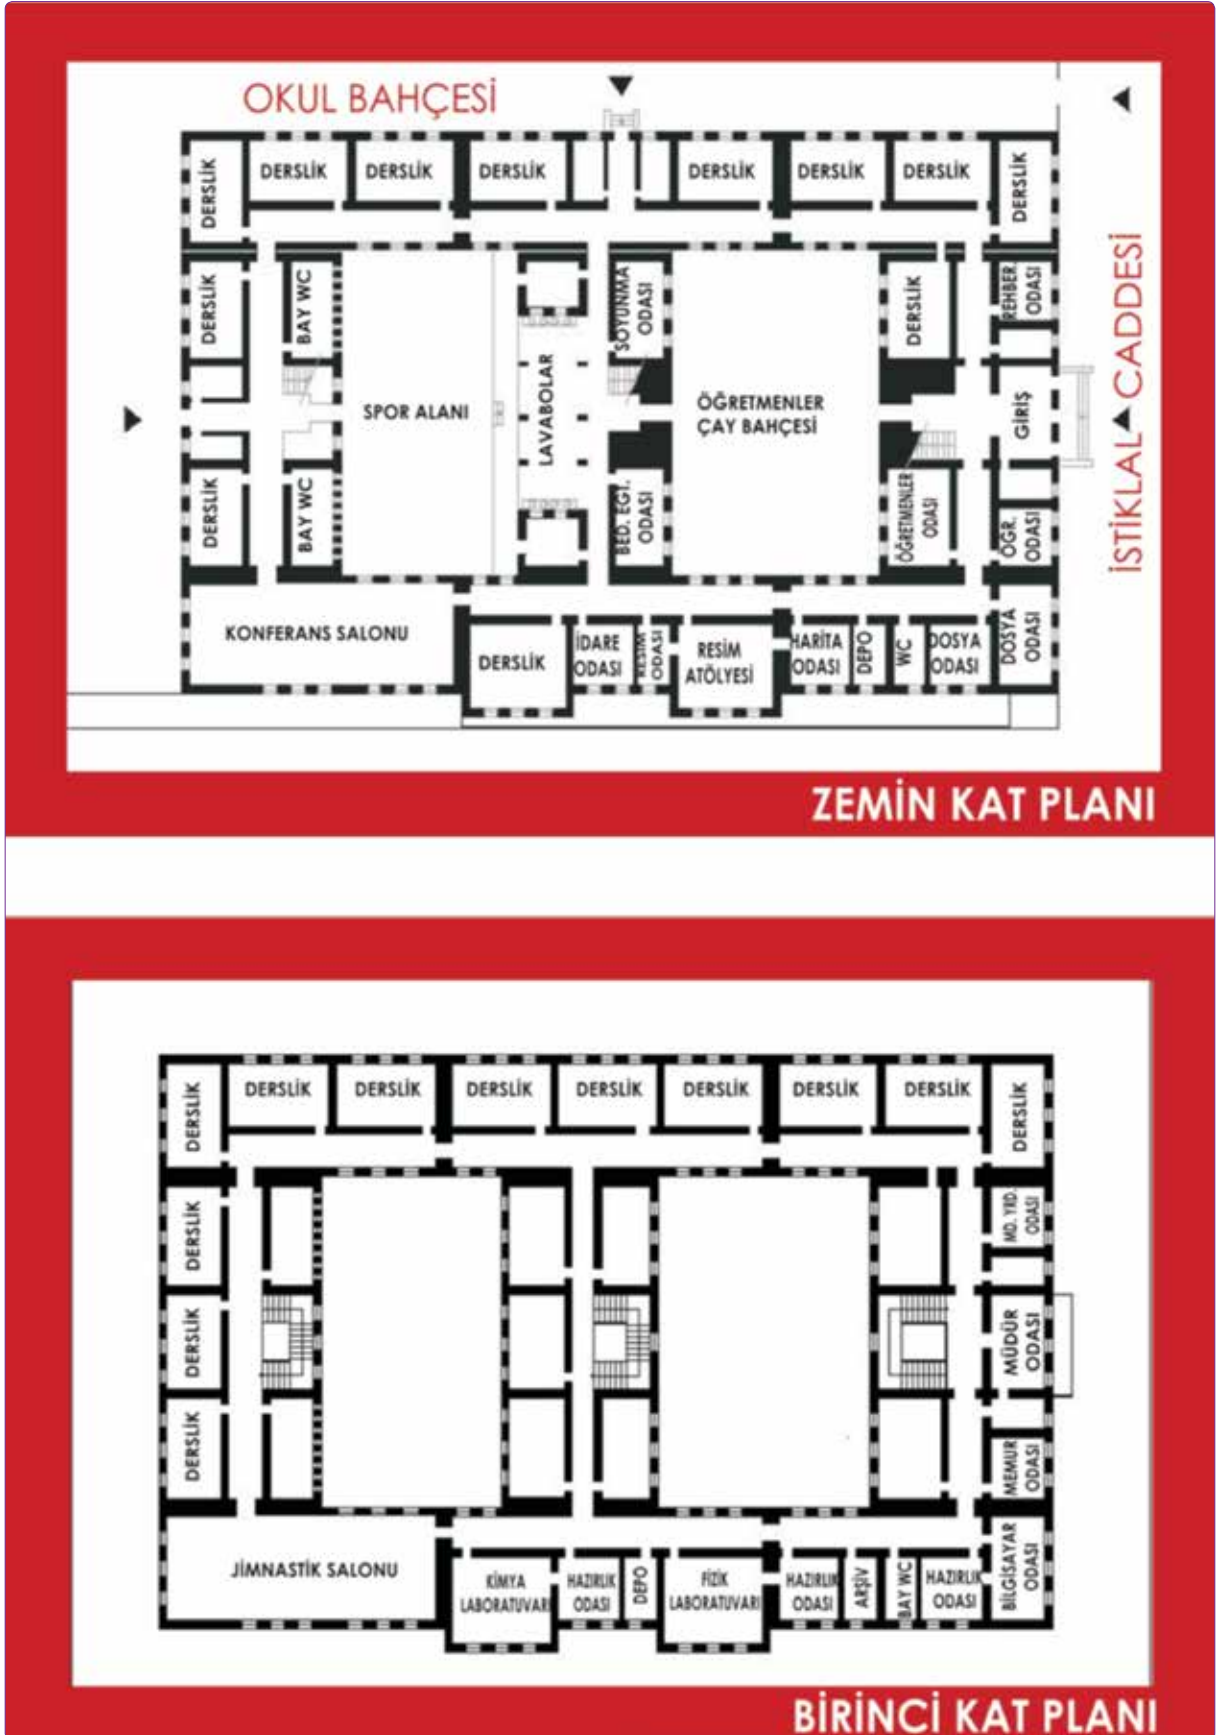 OKUL BAHÇESİ
DERSLİK
DERSLİK
DERSLİK
DERSLİK
DERSLİK
DERSLİK
DERSLİK
DERSLİK
DERSLİK
BAY WC
SPOR ALANI
LAVABOLAR
SOYUNMA
ODASI
ÖĞRETMENLER
ÇAY BAHÇESİ
DERSLİK
REHBER.
ODASI
GİRİŞ
İSTİKLAL CADDESİ
DERSLİK
BAY WC
BED. EĞT.
ODASI
ÖĞRETMENLER
ODASI
ÖĞR.
ODASI
KONFERANS SALONU
DERSLİK
İDARE
ODASI
RESİM
ODASI
RESİM
ATÖLYESİ
HARİTA
ODASI
DEPO
WC
DOSYA
ODASI
DOSYA
ODASI
ZEMİN KAT PLANI
DERSLİK
DERSLİK
DERSLİK
DERSLİK
DERSLİK
DERSLİK
DERSLİK
DERSLİK
DERSLİK
DERSLİK
MD. YRD.
ODASI
DERSLİK
MÜDÜR
ODASI
DERSLİK
MEMUR
ODASI
JİMNASTİK SALONU
KİMYA
LABORATUVARI
HAZIRLIK
ODASI
DEPO
FİZİK
LABORATUVARI
HAZIRLIK
ODASI
ARŞİV
BAY WC
HAZIRLIK
ODASI
BİLGİSAYAR
ODASI
BİRİNCİ KAT PLANI